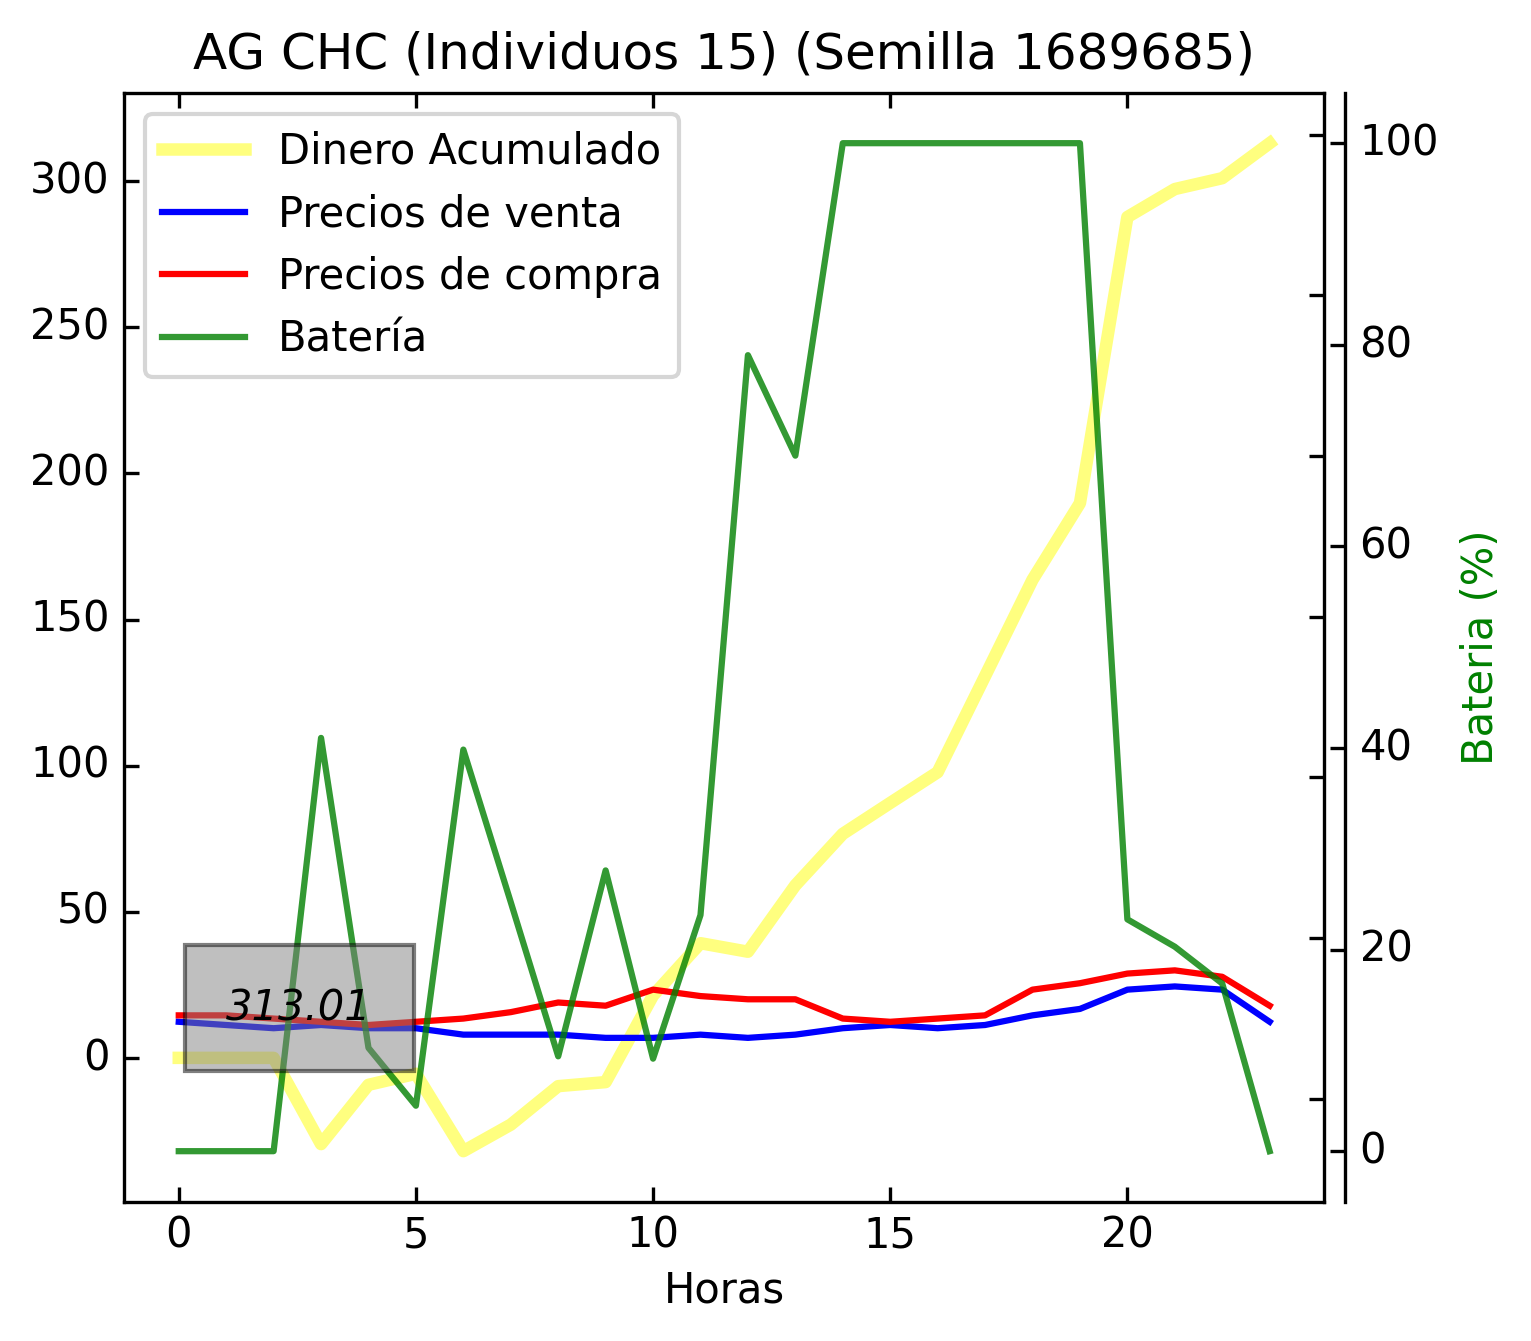 AG CHC (Individuos 15) (Semilla 1689685)
Dinero Acumulado
Precios de venta
Precios de compra
Batería
300
250
200
150
100
50
0
313.01
100
80
60
40
20
0
Bateria (%)
0 5 10 15 20
Horas